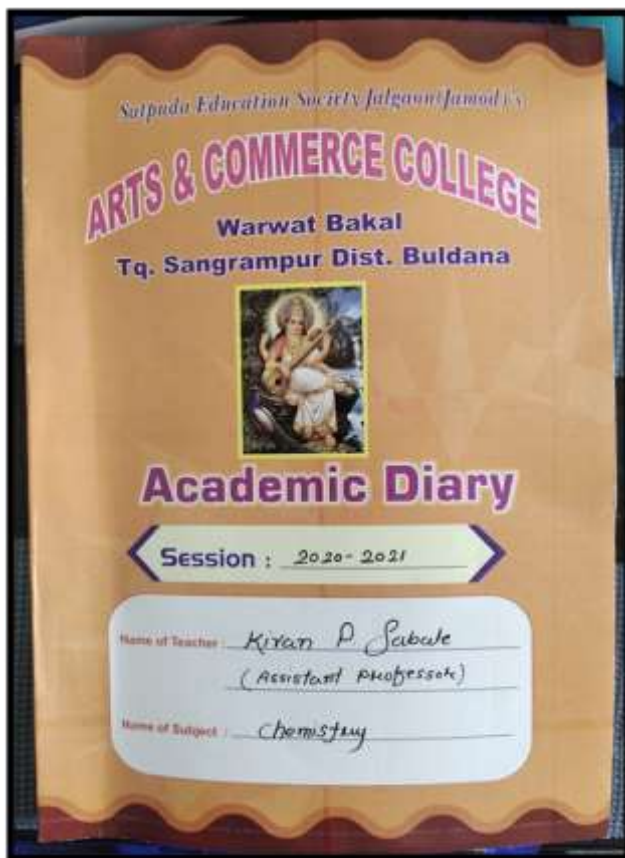 Satpuda Education Society Jalgaon(Jamod)'s
ARTS & COMMERCE COLLEGE
Warwat Bakal
Tq. Sangrampur Dist. Buldana
Academic Diary
Session : 2020-2021
Name of Teacher : Kiran P. Sabale
(Assistant Professor)
Name of Subject : Chemistry